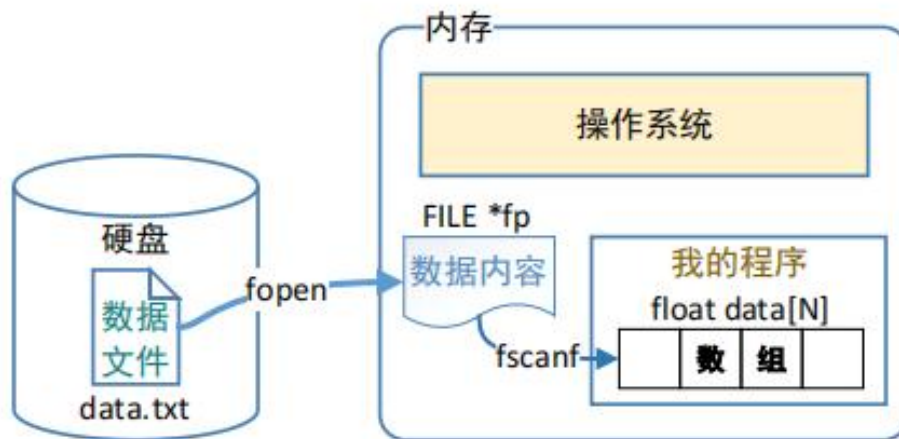 内存
操作系统
硬盘
数据
文件
data.txt
fopen
FILE *fp
数据内容
fscanf
我的程序
float data[N]
数 组